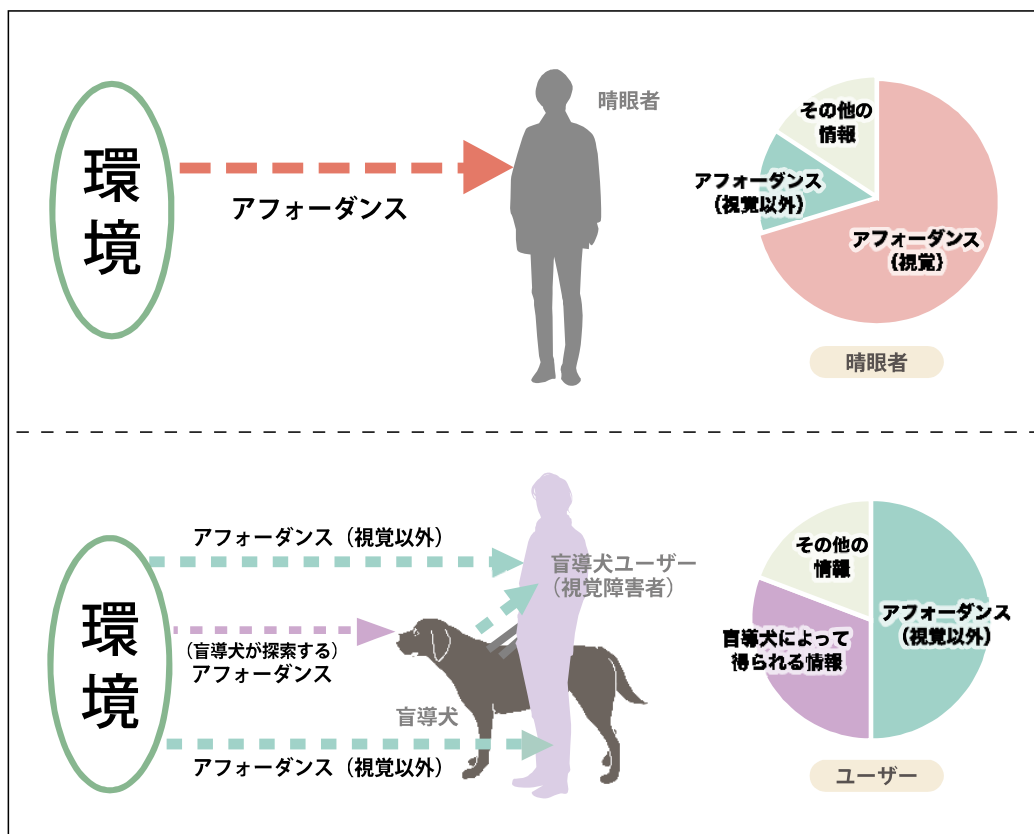 環境
アフォーダンス
晴眼者
その他の
情報
アフォーダンス
(視覚以外)
アフォーダンス
(視覚)
晴眼者
環境
アフォーダンス（視覚以外）
(盲導犬が探索する)
アフォーダンス
アフォーダンス（視覚以外）
盲導犬ユーザー
（視覚障害者）
盲導犬
その他の
情報
盲導犬によって
得られる情報
アフォーダンス
(視覚以外)
ユーザー